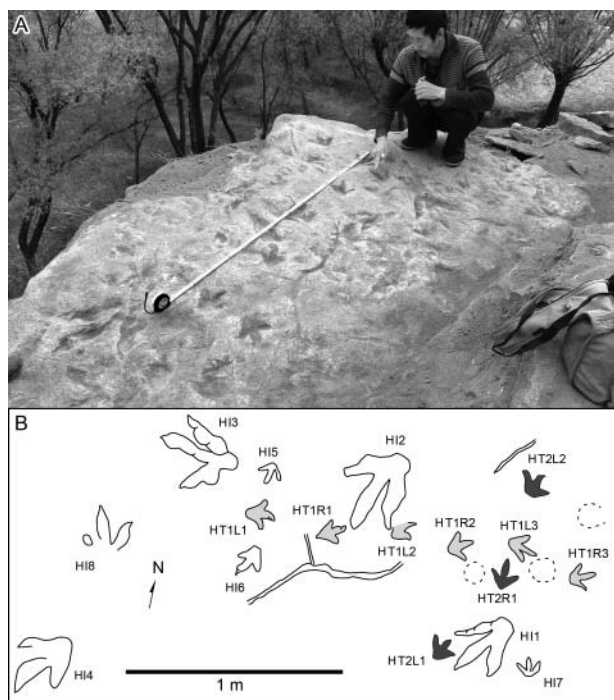 A
B
HI3
HI5
HI2
HT2L2
HT1L1
HT1R1
HT1R2
HT1L3
HI8
N
HI6
HT1L2
HT1R3
HT2R1
HI4
HT2L1
HI1
HI7
1 m